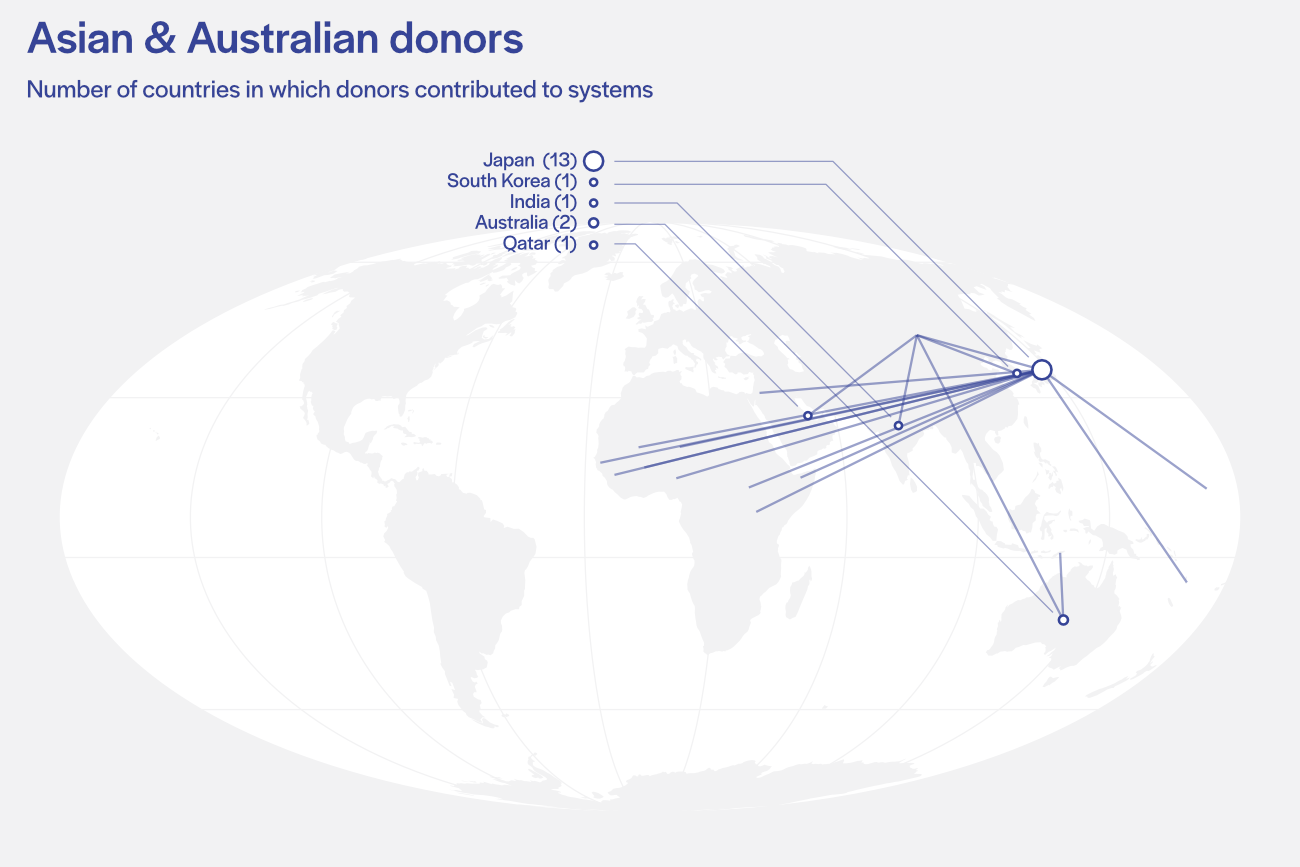 Asian & Australian donors
Number of countries in which donors contributed to systems
Japan (13)
South Korea (1)
India (1)
Australia (2)
Qatar (1)